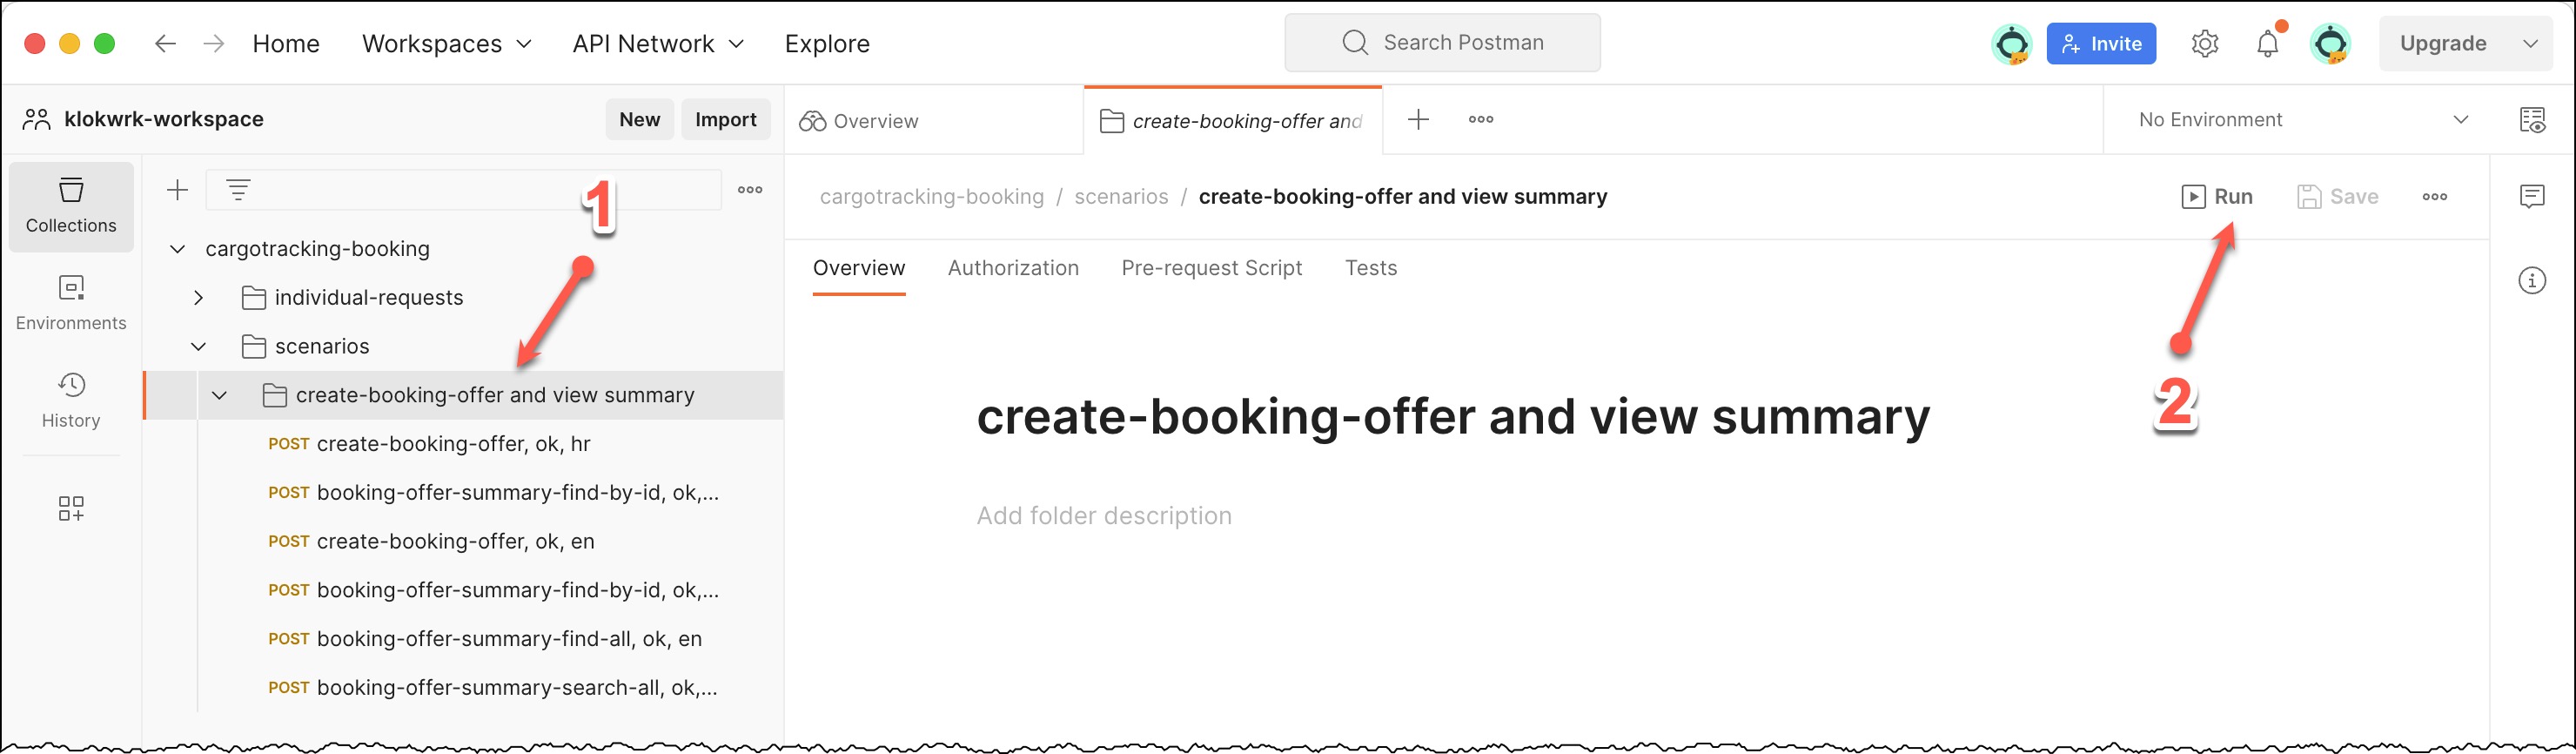 Home Workspaces API Network Explore Search Postman Invite Upgrade
klokwrk-workspace New Import Overview create-booking-offer and No Environment
Collections
Environments
History
1
cargotracking-booking
individual-requests
scenarios
create-booking-offer and view summary
POST create-booking-offer, ok, hr
POST booking-offer-summary-find-by-id, ok,...
POST create-booking-offer, ok, en
POST booking-offer-summary-find-by-id, ok,...
POST booking-offer-summary-find-all, ok, en
POST booking-offer-summary-search-all, ok,...
cargotracking-booking / scenarios / create-booking-offer and view summary Run Save
Overview Authorization Pre-request Script Tests
2
create-booking-offer and view summary
Add folder description